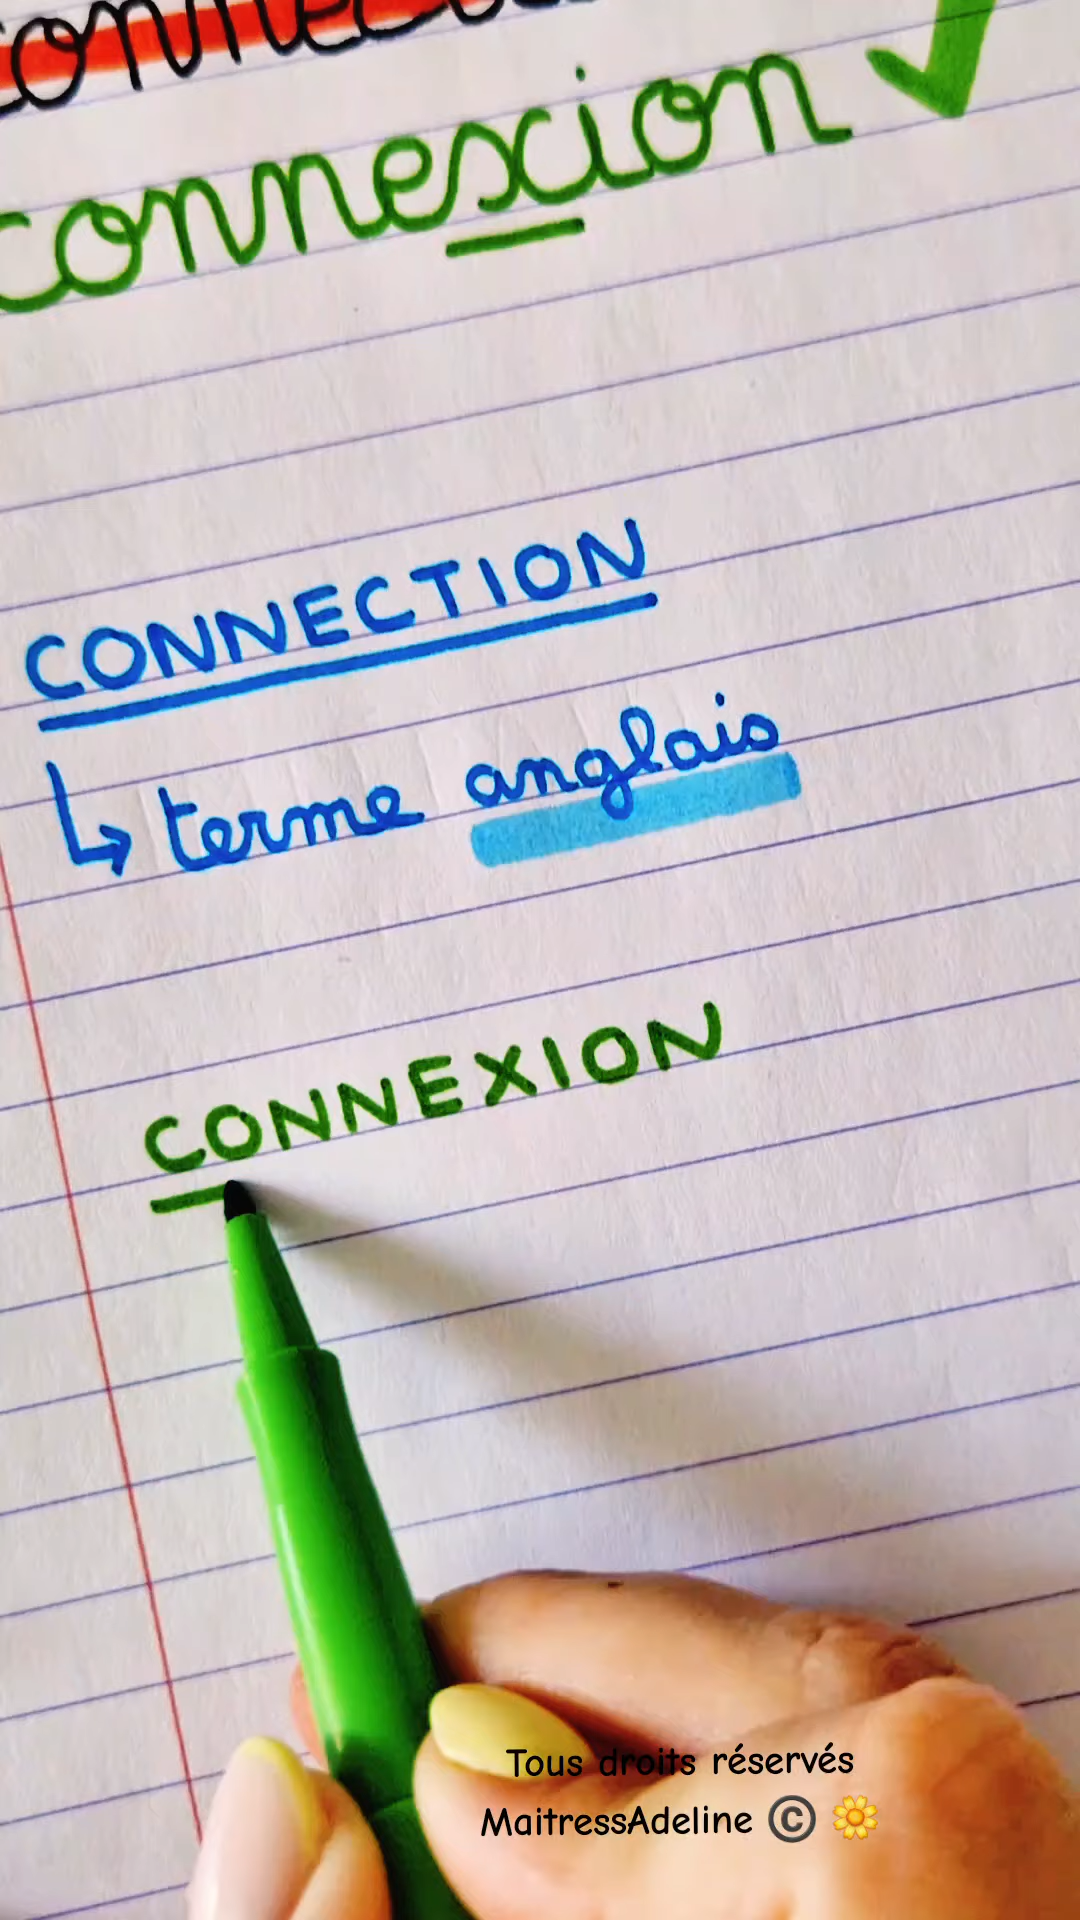 connexion ✓
CONNECTION
↳ terme anglais
CONNEXION
Tous droits réservés
MaitressAdeline © 🌼